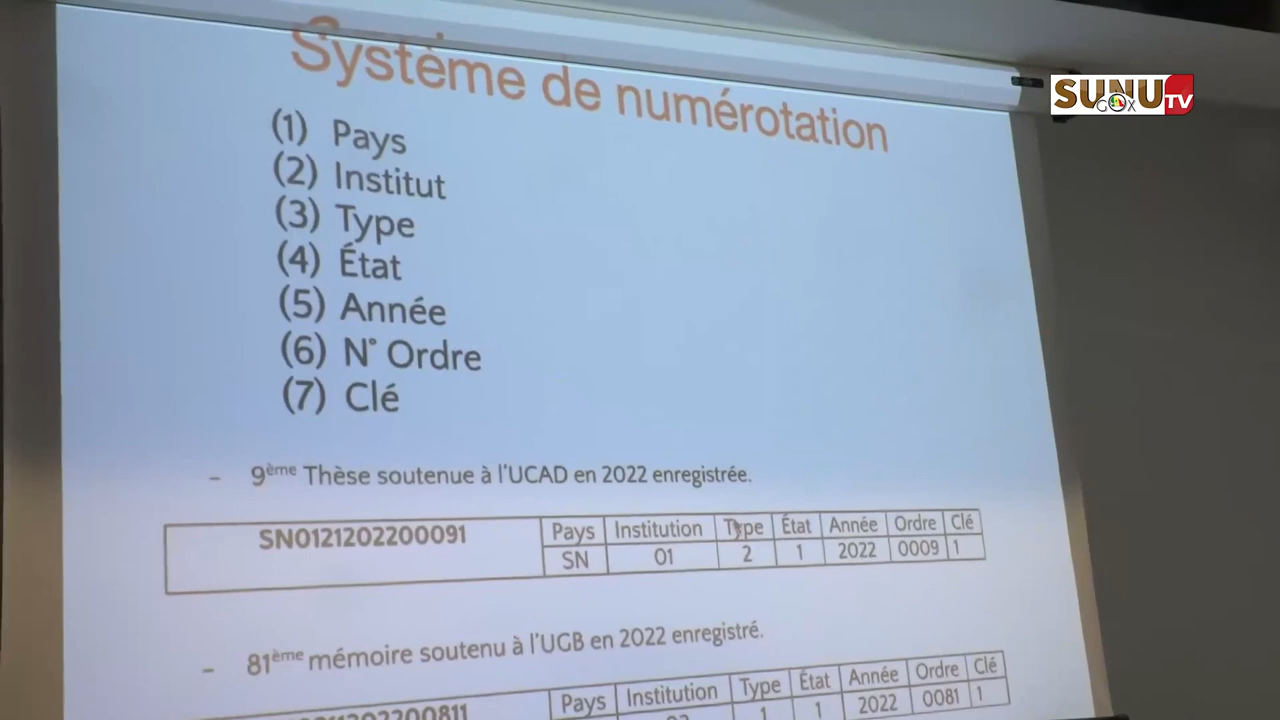 Système de numérotation
SUNU
GOX
TV
(1) Pays
(2) Institut
(3) Type
(4) État
(5) Année
(6) N° Ordre
(7) Clé
- 9ème Thèse soutenue à l'UCAD en 2022 enregistrée.
SN0121202200091
Pays Institution Type État Année Ordre Clé
SN 01 2 1 2022 0009 1
- 81ème mémoire soutenu à l'UGB en 2022 enregistré.
Pays Institution Type État Année Ordre Clé
1 1 2022 0081 1